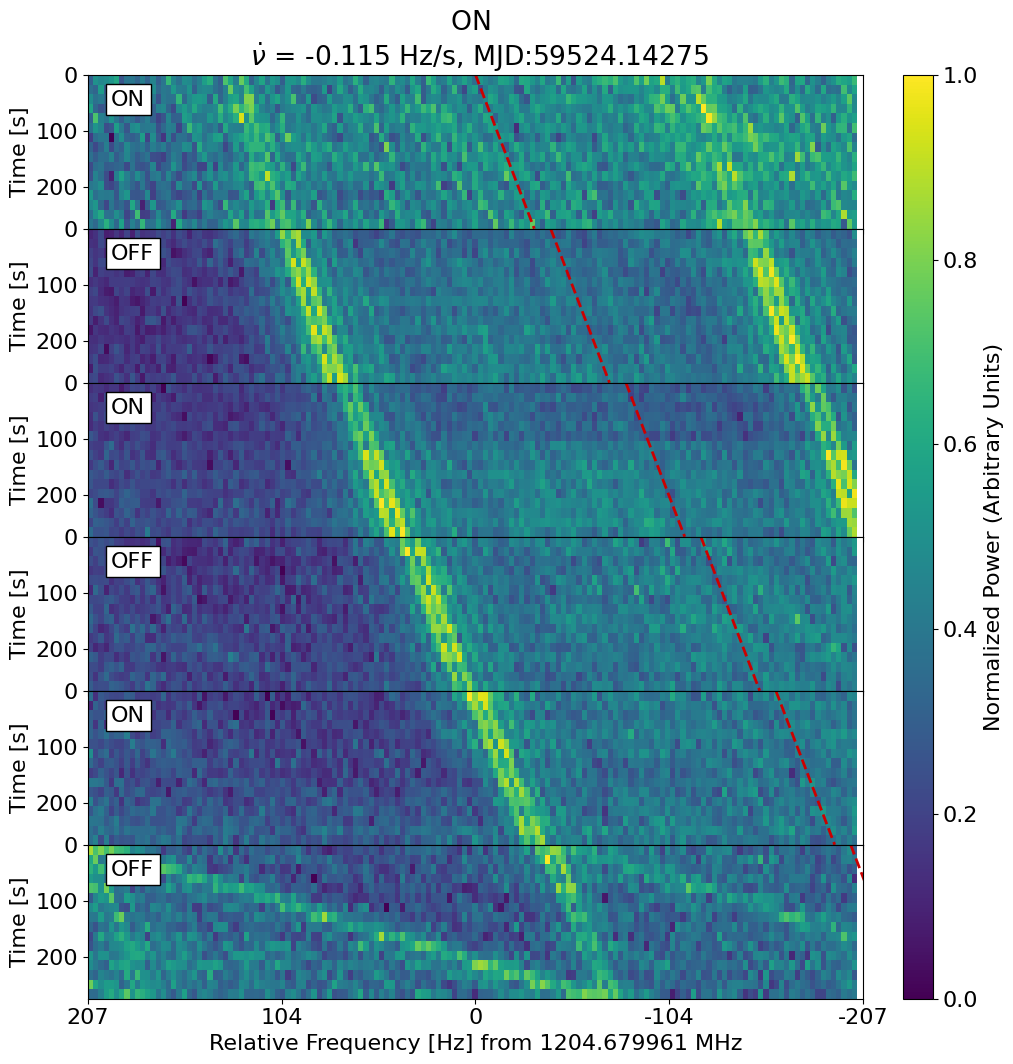 ON
ν̇ = -0.115 Hz/s, MJD:59524.14275
0
100
200
Time [s]
ON
0
100
200
Time [s]
OFF
0
100
200
Time [s]
ON
0
100
200
Time [s]
OFF
0
100
200
Time [s]
ON
0
100
200
Time [s]
OFF
207
104
0
-104
-207
Relative Frequency [Hz] from 1204.679961 MHz
1.0
0.8
0.6
0.4
0.2
0.0
Normalized Power (Arbitrary Units)